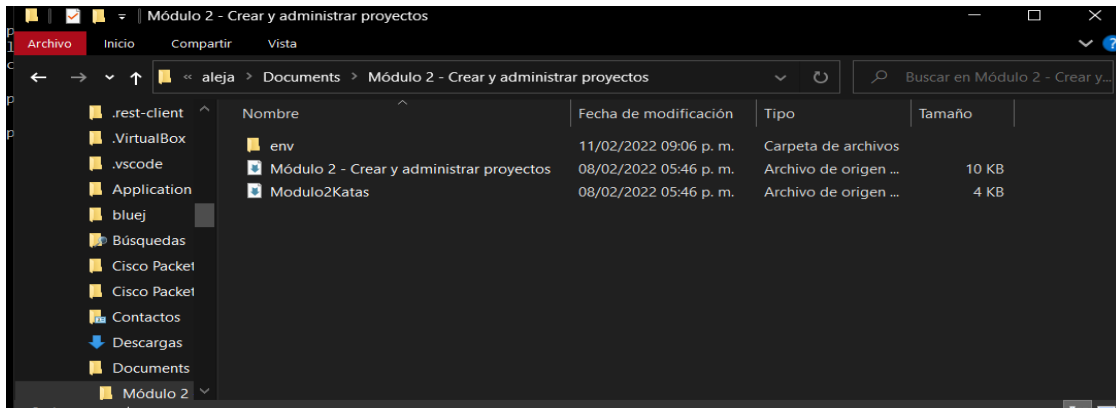 Módulo 2 - Crear y administrar proyectos
Archivo Inicio Compartir Vista
« aleja > Documents > Módulo 2 - Crear y administrar proyectos Buscar en Módulo 2 - Crear y...
Nombre Fecha de modificación Tipo Tamaño
.rest-client
.VirtualBox
.vscode
Application
bluej
Búsquedas
Cisco Packet
Cisco Packet
Contactos
Descargas
Documents
Módulo 2
env 11/02/2022 09:06 p. m. Carpeta de archivos
Módulo 2 - Crear y administrar proyectos 08/02/2022 05:46 p. m. Archivo de origen ... 10 KB
Modulo2Katas 08/02/2022 05:46 p. m. Archivo de origen ... 4 KB